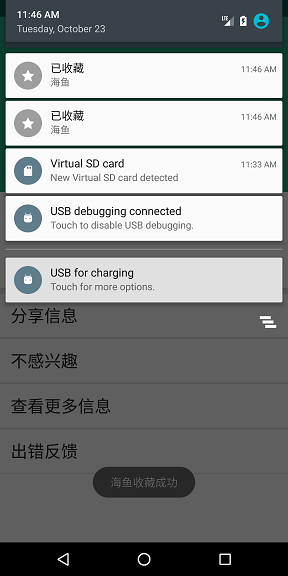 11:46 AM
Tuesday, October 23
LTE
已收藏
11:46 AM
海鱼
已收藏
11:46 AM
海鱼
Virtual SD card
11:33 AM
New Virtual SD card detected
USB debugging connected
Touch to disable USB debugging.
USB for charging
Touch for more options.
分享信息
不感兴趣
查看更多信息
出错反馈
海鱼收藏成功